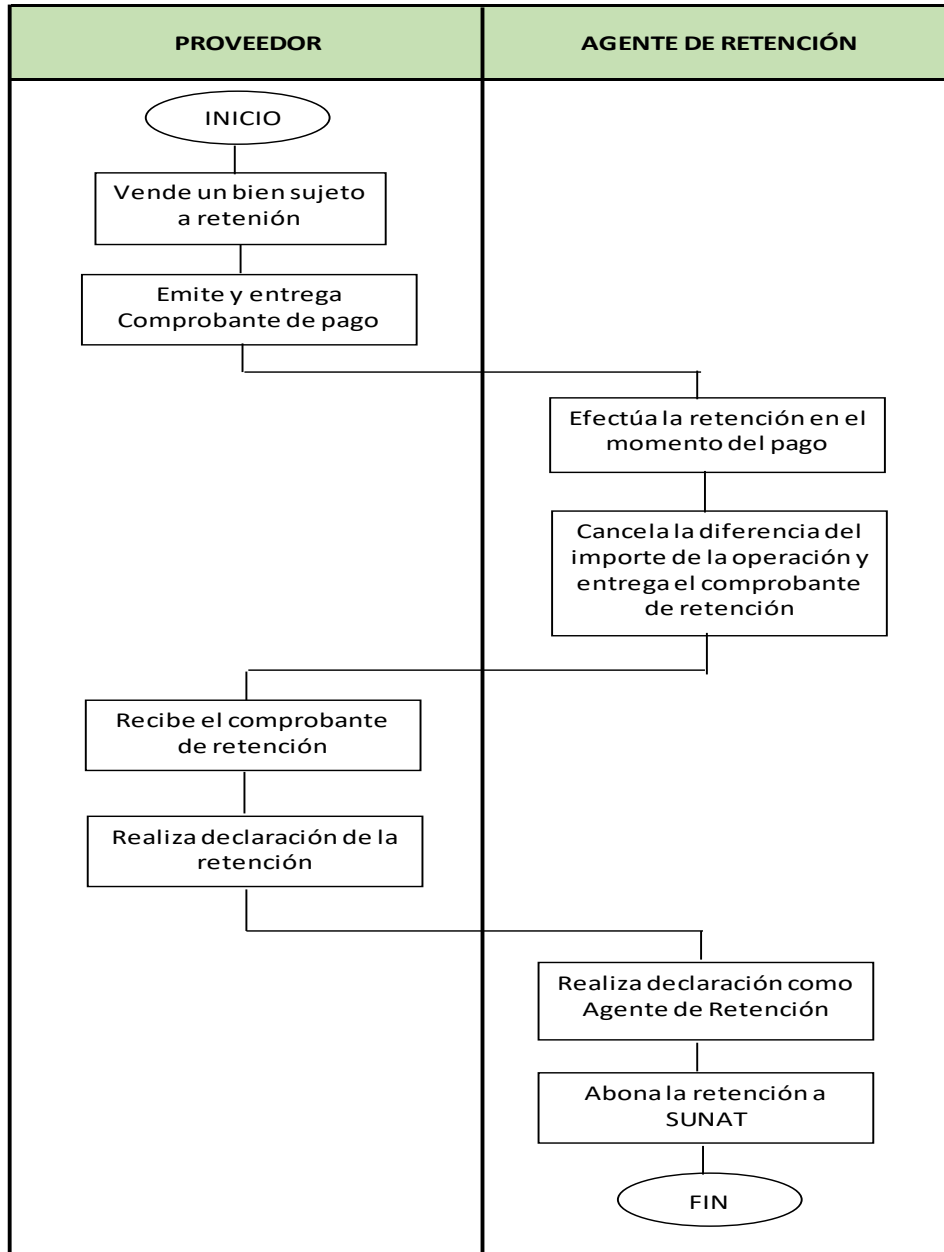 PROVEEDOR
AGENTE DE RETENCIÓN
INICIO
Vende un bien sujeto
a retenión
Emite y entrega
Comprobante de pago
Efectúa la retención en el
momento del pago
Cancela la diferencia del
importe de la operación y
entrega el comprobante
de retención
Recibe el comprobante
de retención
Realiza declaración de la
retención
Realiza declaración como
Agente de Retención
Abona la retención a
SUNAT
FIN